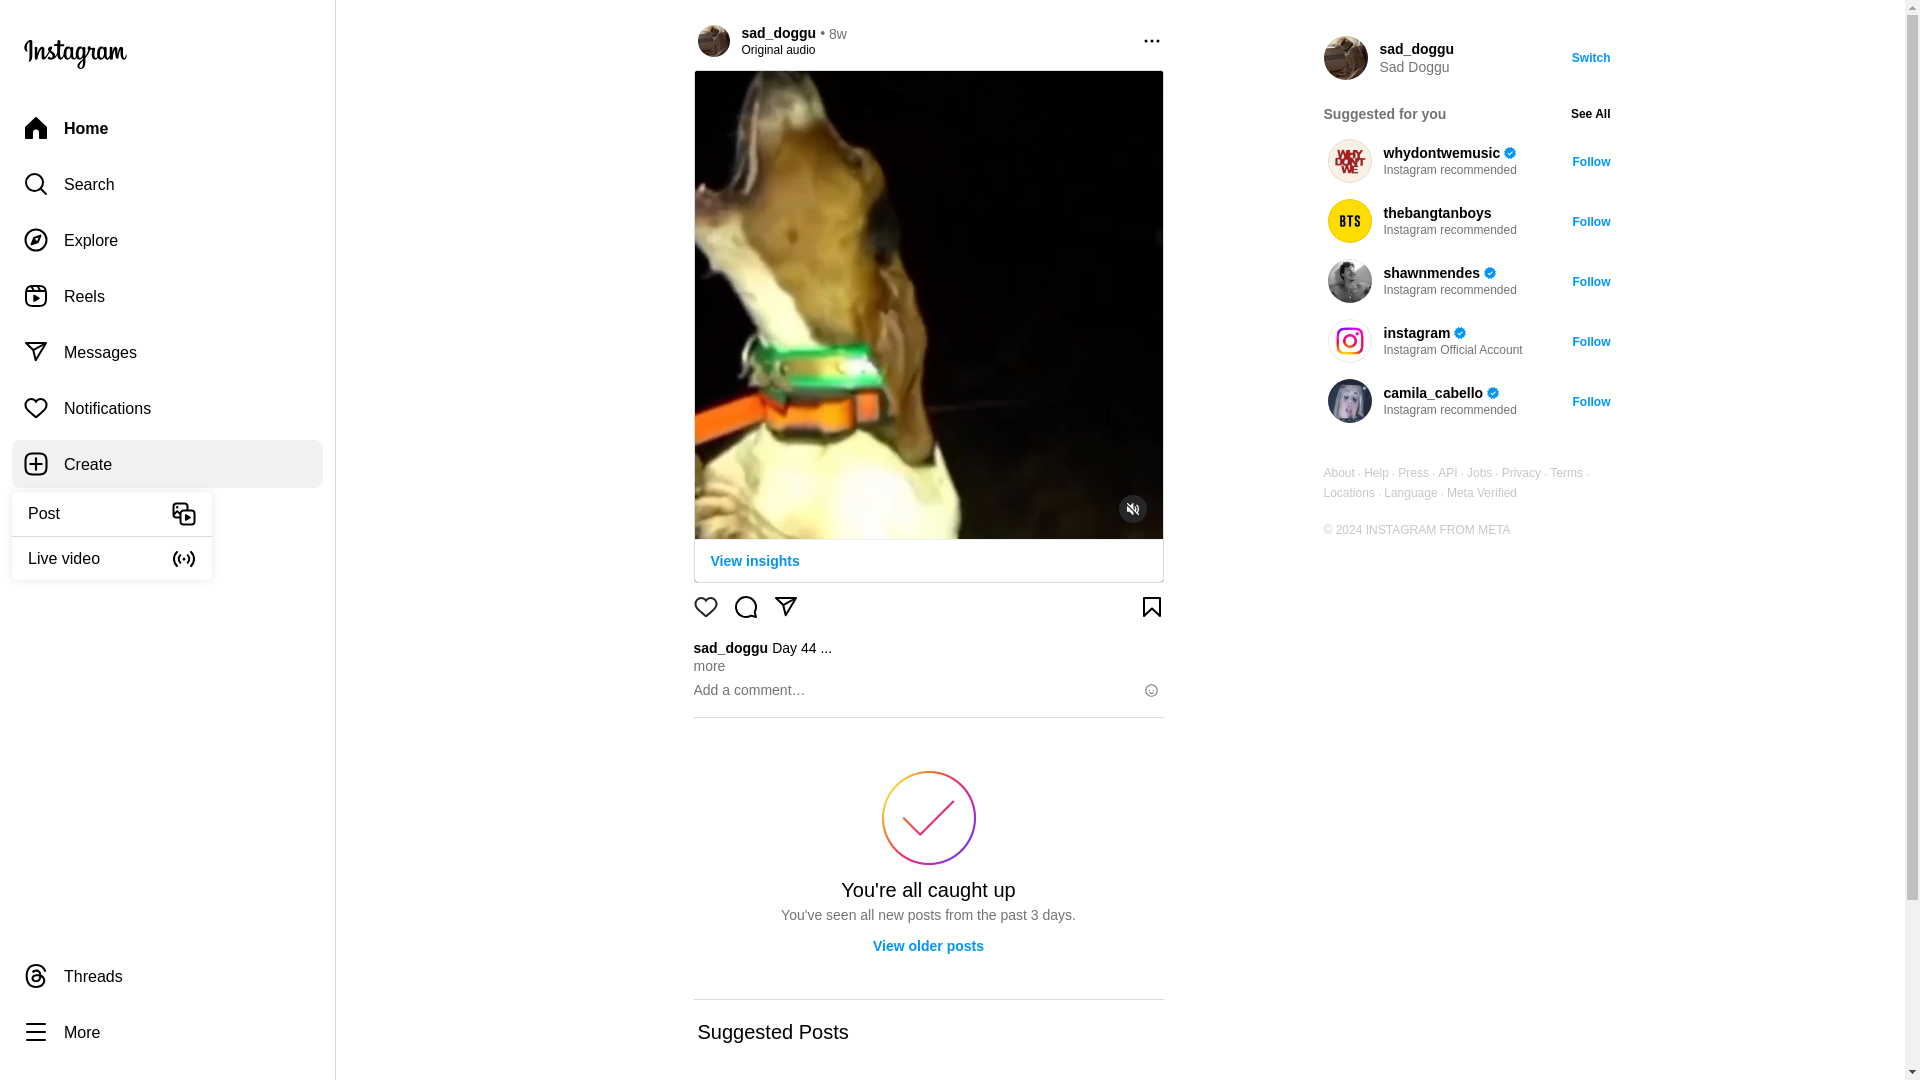 Instagram
Home
Search
Explore
Reels
Messages
Notifications
Create
Post
Live video
Threads
More
sad_doggu • 8w
Original audio
View insights
sad_doggu Day 44 ...
more
Add a comment…
You're all caught up
You've seen all new posts from the past 3 days.
View older posts
Suggested Posts
sad_doggu
Sad Doggu
Switch
Suggested for you
See All
WHY
DON'T
WE
whydontwemusic
Instagram recommended
Follow
BTS
thebangtanboys
Instagram recommended
Follow
shawnmendes
Instagram recommended
Follow
instagram
Instagram Official Account
Follow
camila_cabello
Instagram recommended
Follow
About · Help · Press · API · Jobs · Privacy · Terms ·
Locations · Language · Meta Verified
© 2024 INSTAGRAM FROM META